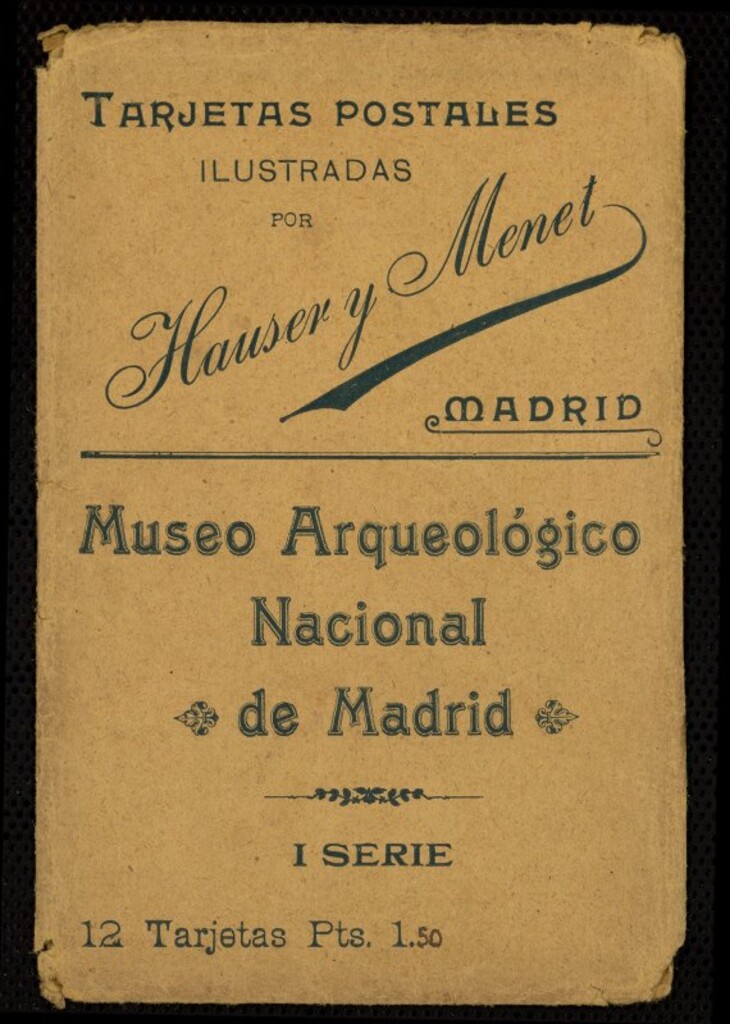 TARJETAS POSTALES
ILUSTRADAS
POR
Hauser y Menet
MADRID
Museo Arqueológico
Nacional
de Madrid
I SERIE
12 Tarjetas Pts. 1.50